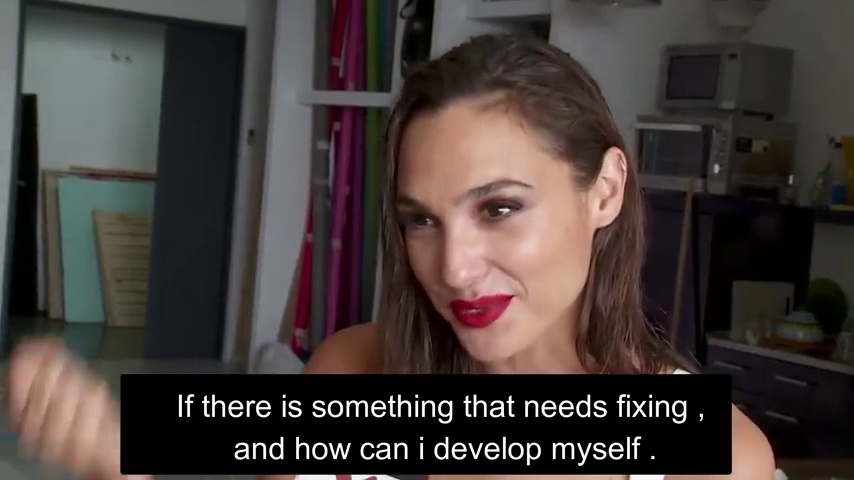 If there is something that needs fixing ,
and how can i develop myself .